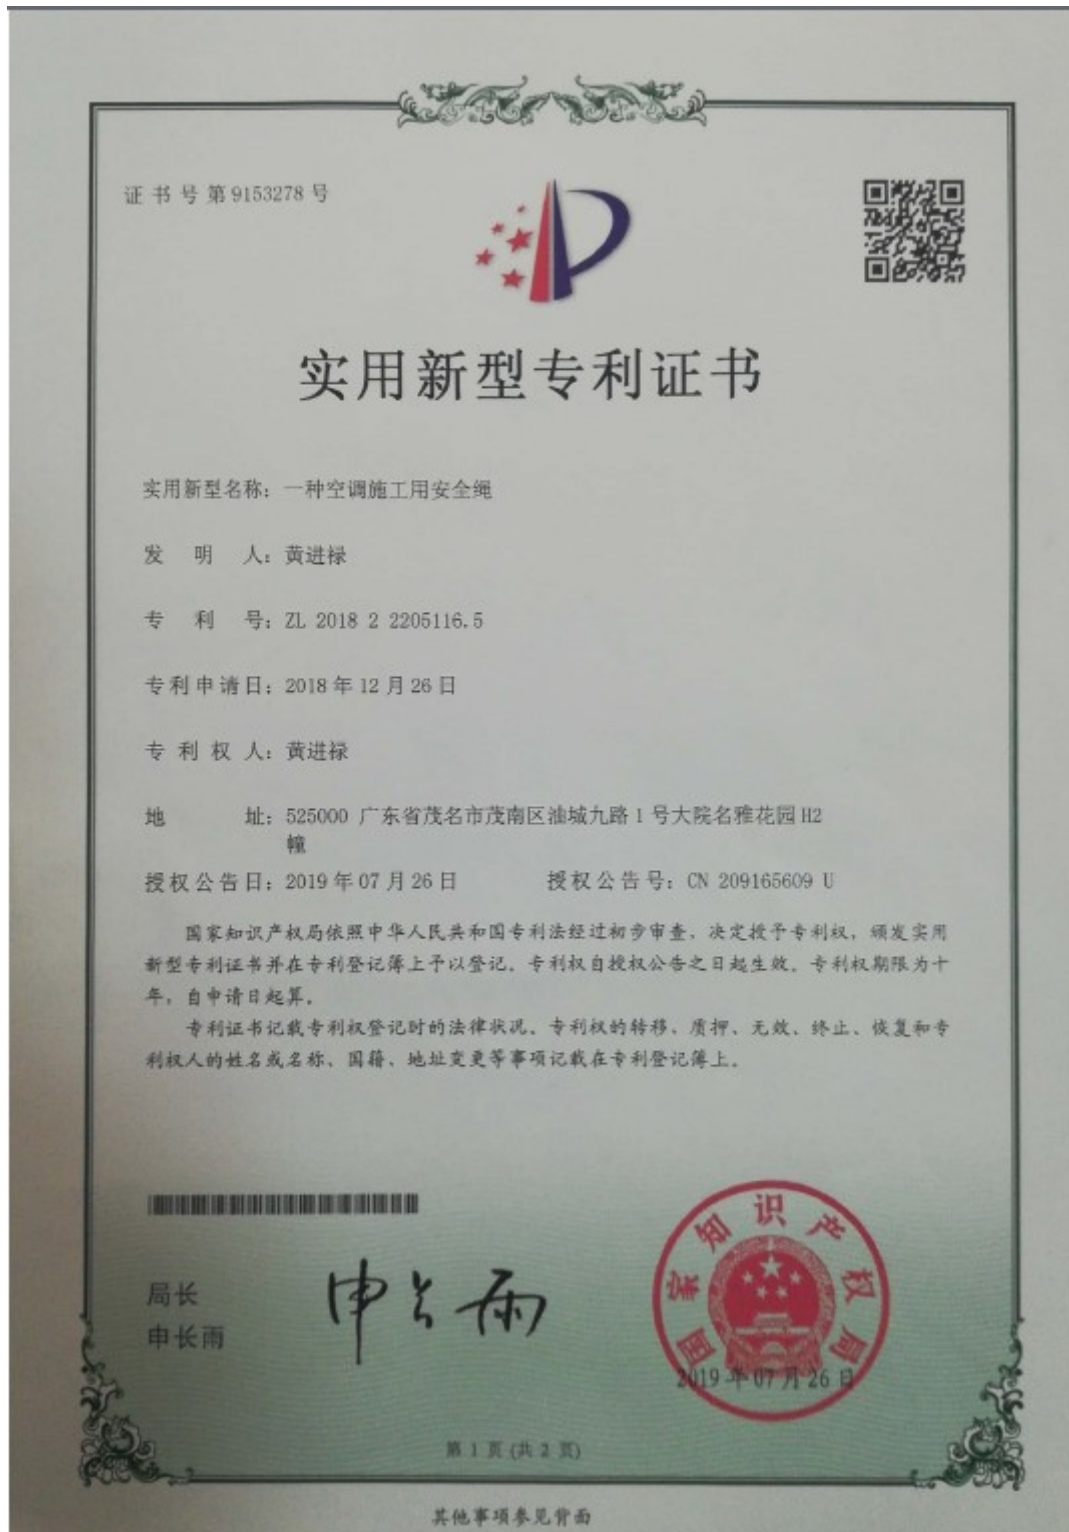 证书号第9153278号
实用新型专利证书
实用新型名称：一种空调施工用安全绳
发明人：黄进禄
专利号：ZL 2018 2 2205116.5
专利申请日：2018年12月26日
专利权人：黄进禄
地址：525000 广东省茂名市茂南区油城九路1号大院名雅花园H2
幢
授权公告日：2019年07月26日 授权公告号：CN 209165609 U
国家知识产权局依照中华人民共和国专利法经过初步审查，决定授予专利权，颁发实用
新型专利证书并在专利登记簿上予以登记。专利权自授权公告之日起生效。专利权期限为十
年，自申请日起算。
专利证书记载专利权登记时的法律状况。专利权的转移、质押、无效、终止、恢复和专
利权人的姓名或名称、国籍、地址变更等事项记载在专利登记簿上。
局长
申长雨
申长雨
国家知识产权局
2019年07月26日
第1页(共2页)
其他事项参见背面